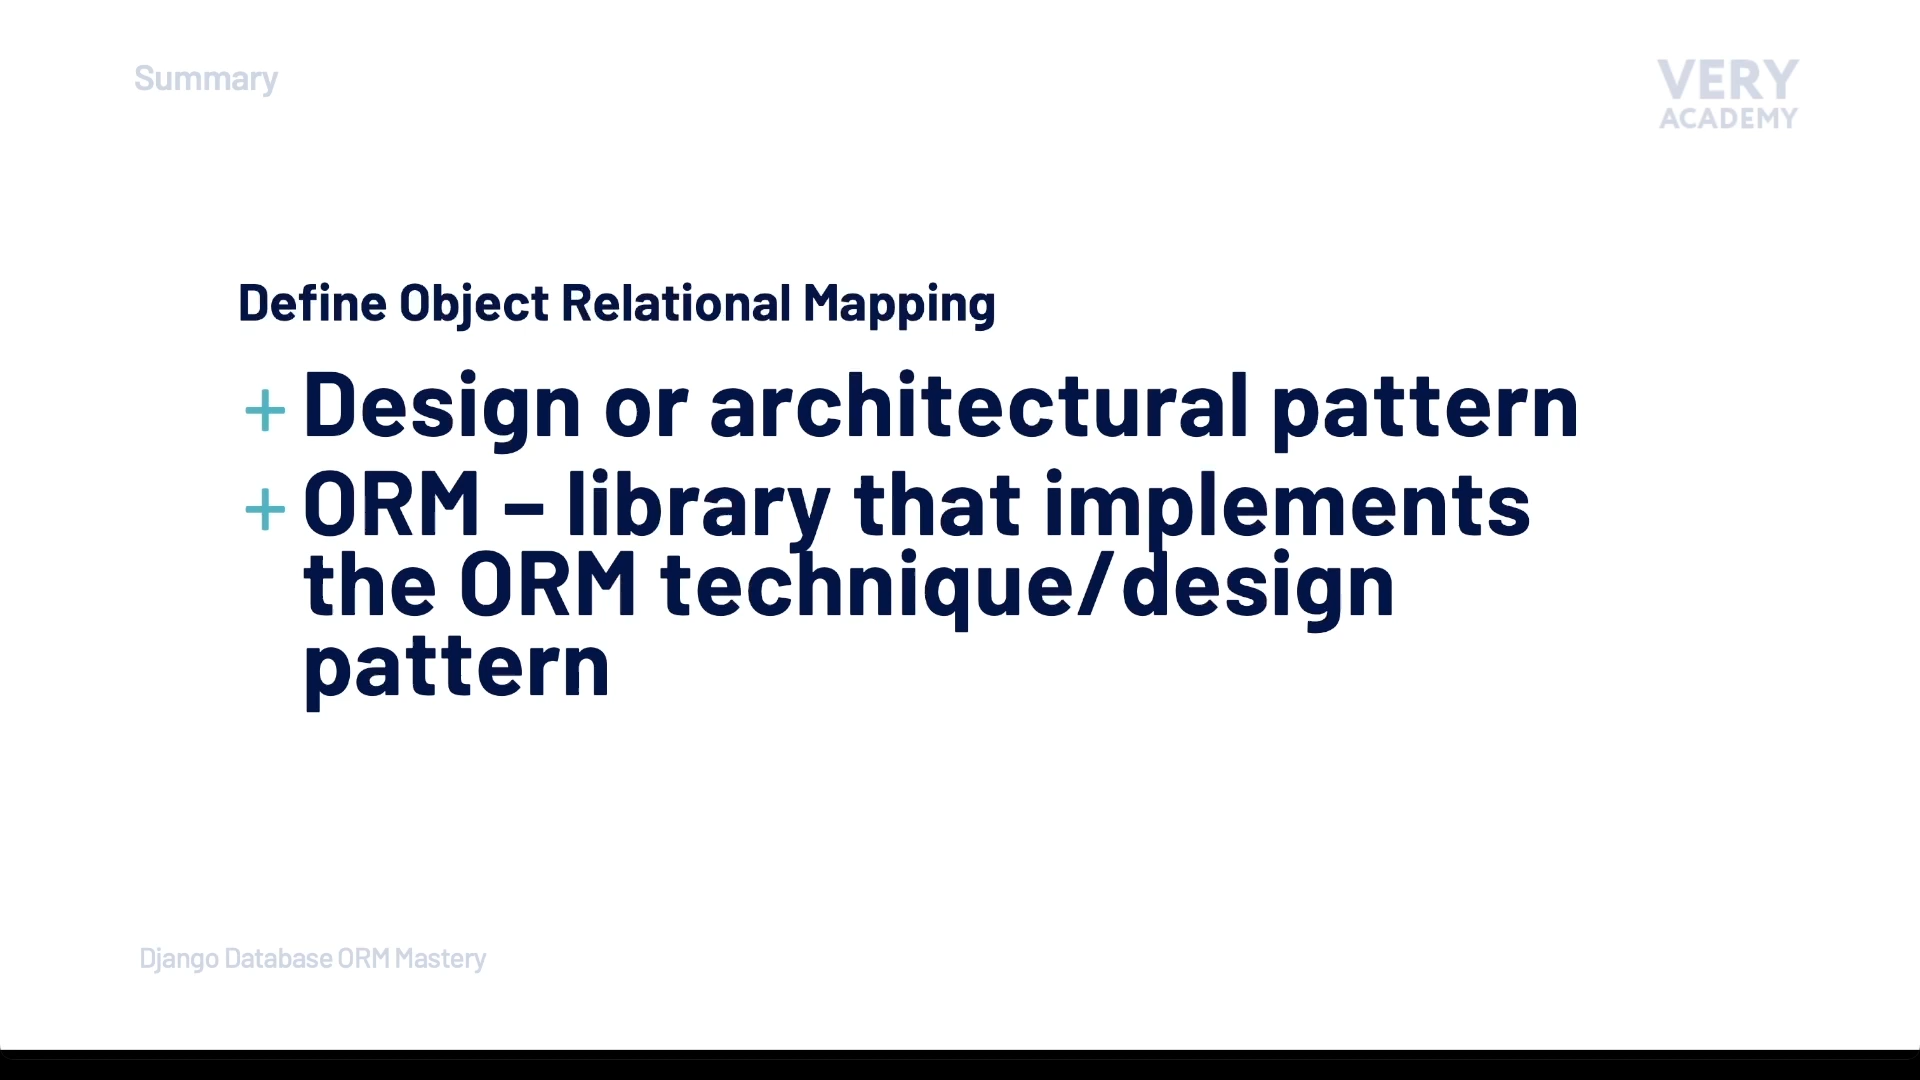 Summary
VERY
ACADEMY
Define Object Relational Mapping
+ Design or architectural pattern
+ ORM – library that implements
the ORM technique/design
pattern
Django Database ORM Mastery